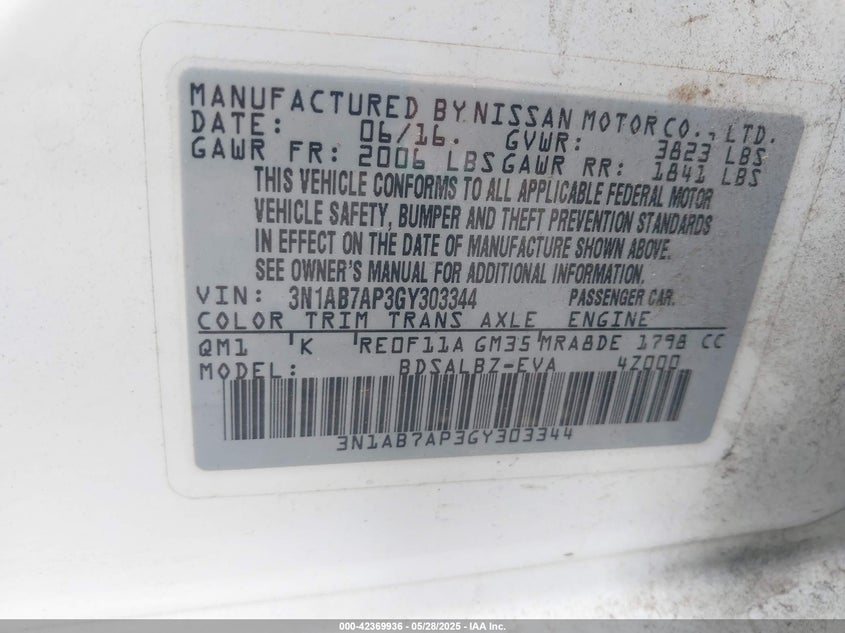 MANUFACTURED BY NISSAN MOTOR CO., LTD.
DATE: 06/16. GVWR: 3823 LBS
GAWR FR: 2006 LBS GAWR RR: 1841 LBS
THIS VEHICLE CONFORMS TO ALL APPLICABLE FEDERAL MOTOR
VEHICLE SAFETY, BUMPER AND THEFT PREVENTION STANDARDS
IN EFFECT ON THE DATE OF MANUFACTURE SHOWN ABOVE.
SEE OWNER'S MANUAL FOR ADDITIONAL INFORMATION.
VIN: 3N1AB7AP3GY303344 PASSENGER CAR.
COLOR TRIM TRANS AXLE ENGINE
QM1 K RE0F11A GM35 MRA8DE 1798 CC
MODEL: BDSALBZ-EVA 4Z000
3N1AB7AP3GY303344
000-42369936 - 05/28/2025 - IAA Inc.